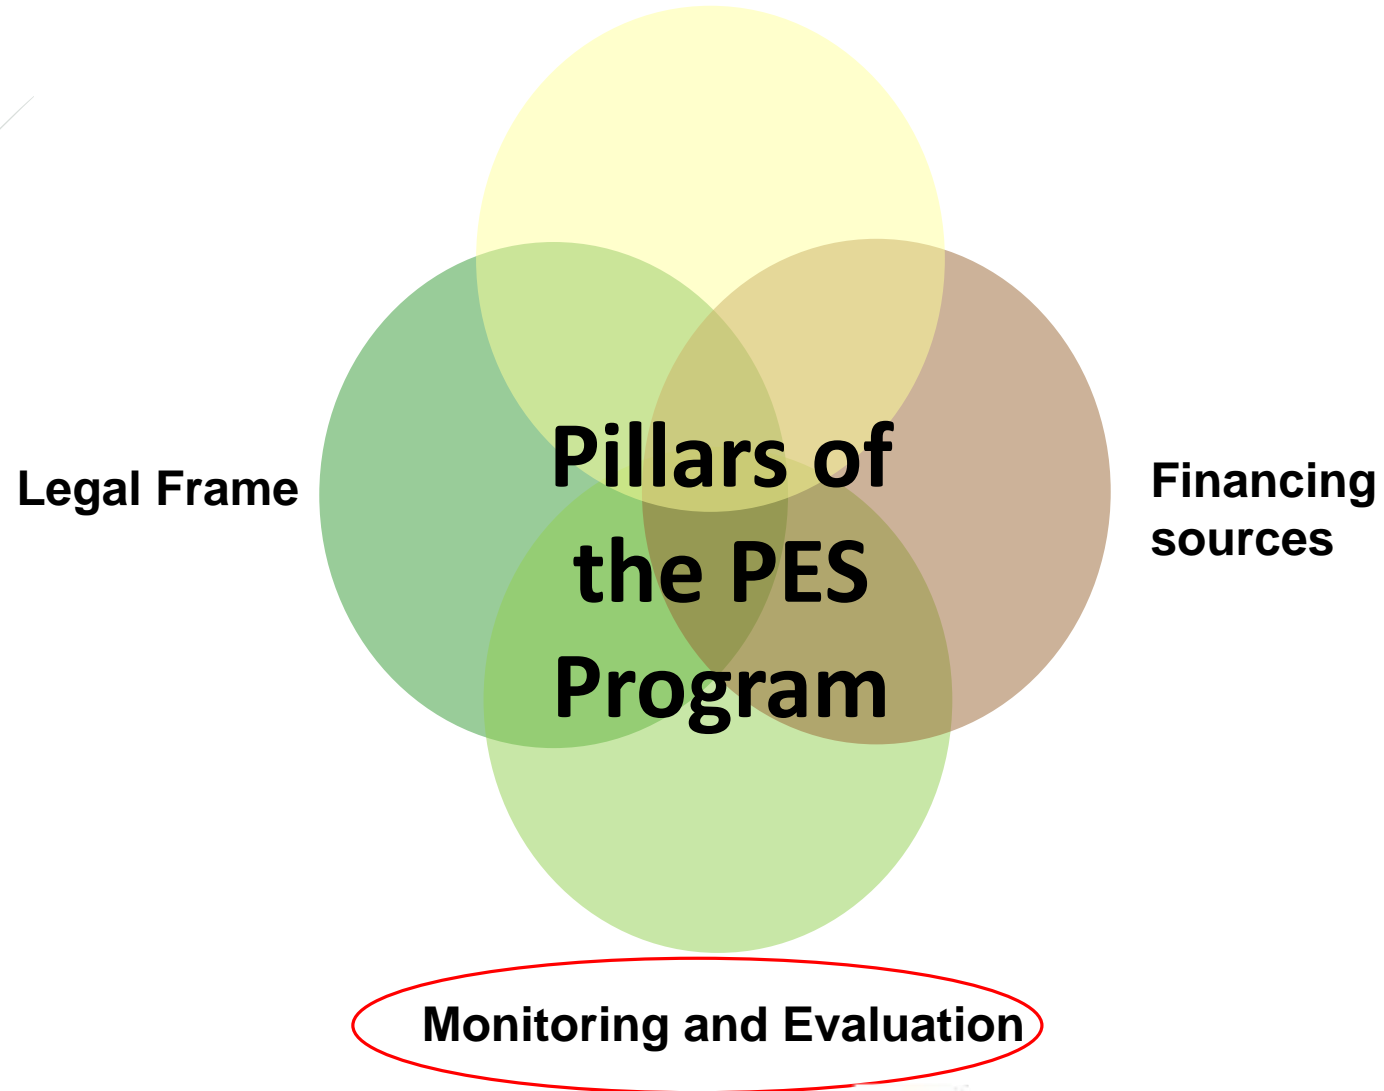 Pillars of
the PES
Program
Legal Frame
Financing
sources
Monitoring and Evaluation